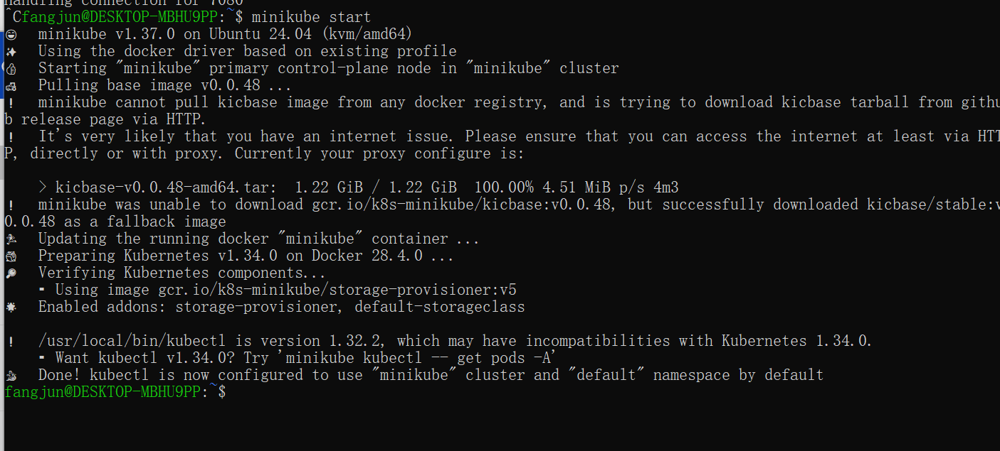 Handling connection for 7080
^Cfangjun@DESKTOP-MBHU9PP:~$ minikube start
😄 minikube v1.37.0 on Ubuntu 24.04 (kvm/amd64)
✨ Using the docker driver based on existing profile
👍 Starting "minikube" primary control-plane node in "minikube" cluster
🚜 Pulling base image v0.0.48 ...
❗ minikube cannot pull kicbase image from any docker registry, and is trying to download kicbase tarball from githu
b release page via HTTP.
❗ It's very likely that you have an internet issue. Please ensure that you can access the internet at least via HTT
P, directly or with proxy. Currently your proxy configure is:
> kicbase-v0.0.48-amd64.tar: 1.22 GiB / 1.22 GiB 100.00% 4.51 MiB p/s 4m3
❗ minikube was unable to download gcr.io/k8s-minikube/kicbase:v0.0.48, but successfully downloaded kicbase/stable:v
0.0.48 as a fallback image
🏃 Updating the running docker "minikube" container ...
🐳 Preparing Kubernetes v1.34.0 on Docker 28.4.0 ...
🔎 Verifying Kubernetes components...
- Using image gcr.io/k8s-minikube/storage-provisioner:v5
🌟 Enabled addons: storage-provisioner, default-storageclass
❗ /usr/local/bin/kubectl is version 1.32.2, which may have incompatibilities with Kubernetes 1.34.0.
- Want kubectl v1.34.0? Try 'minikube kubectl -- get pods -A'
🏄 Done! kubectl is now configured to use "minikube" cluster and "default" namespace by default
fangjun@DESKTOP-MBHU9PP:~$